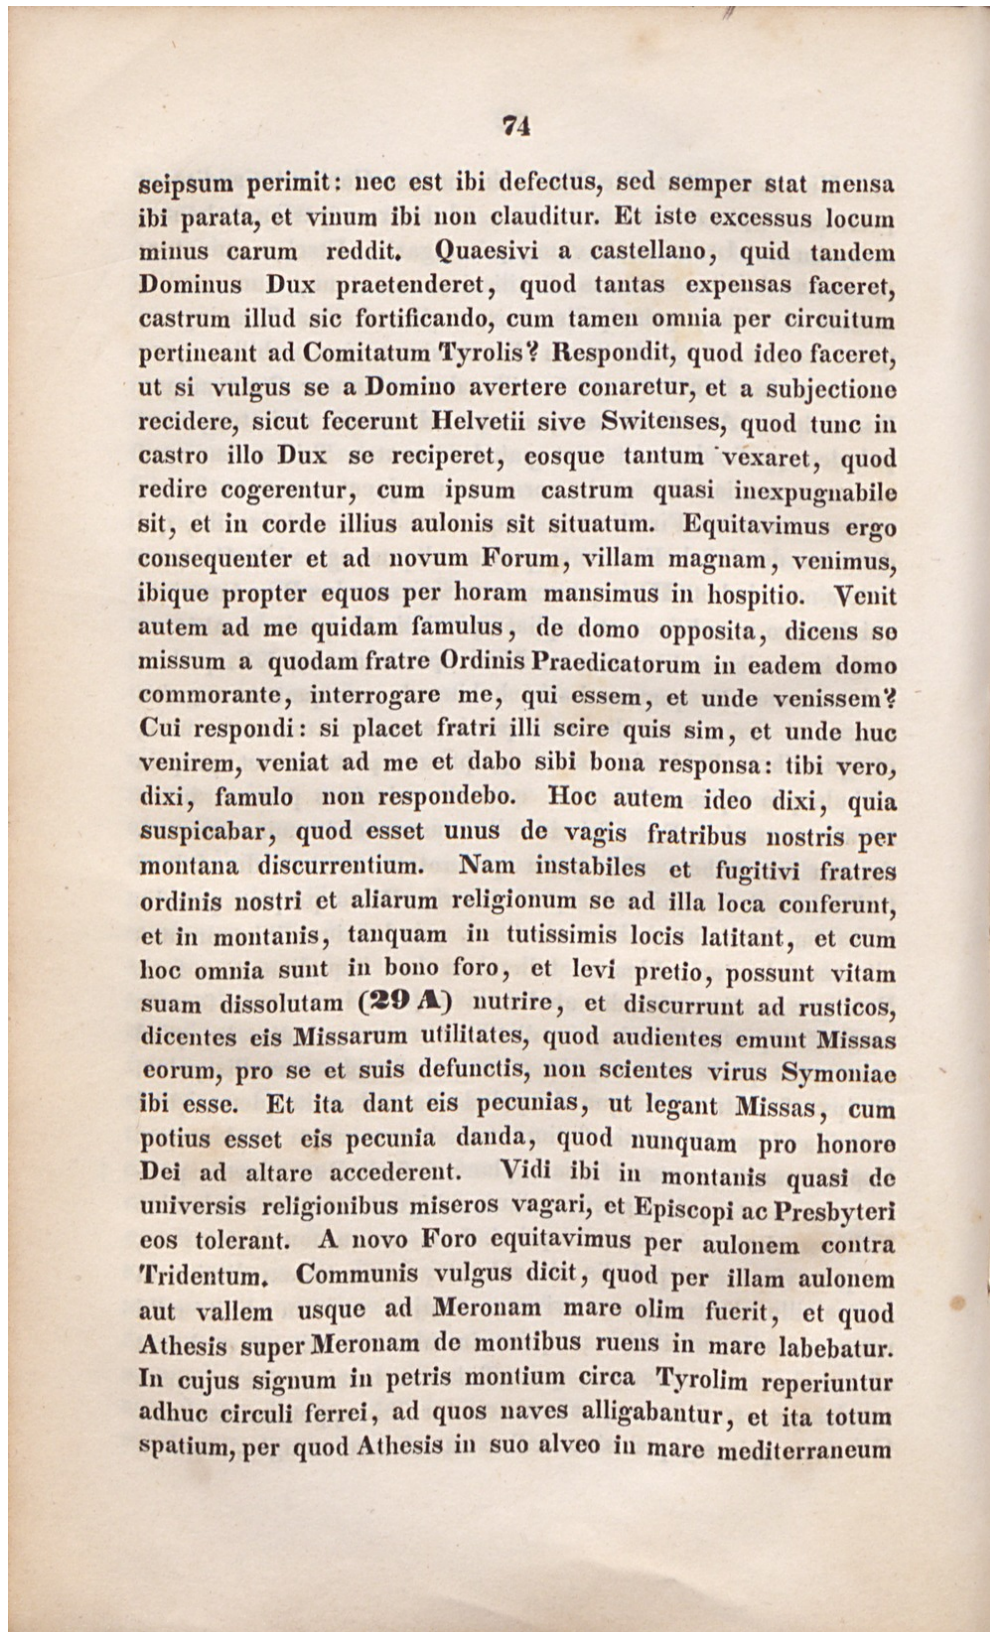 74
seipsum perimit: nec est ibi defectus, sed semper stat mensa
ibi parata, et vinum ibi non clauditur. Et iste excessus locum
minus carum reddit. Quaesivi a castellano, quid tandem
Dominus Dux praetenderet, quod tantas expensas faceret,
castrum illud sic fortificando, cum tamen omnia per circuitum
pertineant ad Comitatum Tyrolis? Respondit, quod ideo faceret,
ut si vulgus se a Domino avertere conaretur, et a subjectione
recidere, sicut fecerunt Helvetii sive Switenses, quod tunc in
castro illo Dux se reciperet, eosque tantum vexaret, quod
redire cogerentur, cum ipsum castrum quasi inexpugnabile
sit, et in corde illius aulonis sit situatum. Equitavimus ergo
consequenter et ad novum Forum, villam magnam, venimus,
ibique propter equos per horam mansimus in hospitio. Venit
autem ad me quidam famulus, de domo opposita, dicens se
missum a quodam fratre Ordinis Praedicatorum in eadem domo
commorante, interrogare me, qui essem, et unde venissem?
Cui respondi: si placet fratri illi scire quis sim, et unde huc
venirem, veniat ad me et dabo sibi bona responsa: tibi vero,
dixi, famulo non respondebo. Hoc autem ideo dixi, quia
suspicabar, quod esset unus de vagis fratribus nostris per
montana discurrentium. Nam instabiles et fugitivi fratres
ordinis nostri et aliarum religionum se ad illa loca conferunt,
et in montanis, tanquam in tutissimis locis latitant, et cum
hoc omnia sunt in bono foro, et levi pretio, possunt vitam
suam dissolutam (29 A) nutrire, et discurrunt ad rusticos,
dicentes eis Missarum utilitates, quod audientes emunt Missas
eorum, pro se et suis defunctis, non scientes virus Symoniae
ibi esse. Et ita dant eis pecunias, ut legant Missas, cum
potius esset eis pecunia danda, quod nunquam pro honore
Dei ad altare accederent. Vidi ibi in montanis quasi de
universis religionibus miseros vagari, et Episcopi ac Presbyteri
eos tolerant. A novo Foro equitavimus per aulonem contra
Tridentum. Communis vulgus dicit, quod per illam aulonem
aut vallem usque ad Meronam mare olim fuerit, et quod
Athesis super Meronam de montibus ruens in mare labebatur.
In cujus signum in petris montium circa Tyrolim reperiuntur
adhuc circuli ferrei, ad quos naves alligabantur, et ita totum
spatium, per quod Athesis in suo alveo in mare mediterraneum